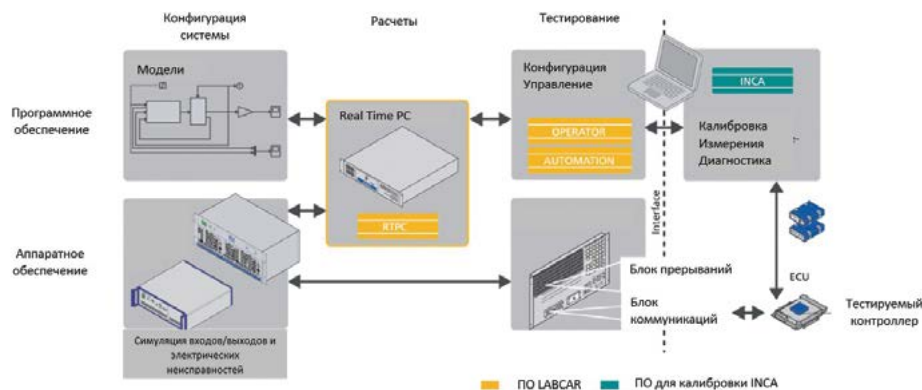 Конфигурация
системы
Расчеты
Тестирование
Программное
обеспечение
Модели
Real Time PC
RTPC
Конфигурация
Управление
OPERATOR
AUTOMATION
INCA
Калибровка
Измерения
Диагностика
Interface
Аппаратное
обеспечение
Симуляция входов/выходов и
электрических
неисправностей
Блок прерываний
Блок
коммуникаций
ECU
Тестируемый
контроллер
ПО LABCAR
ПО для калибровки INCA